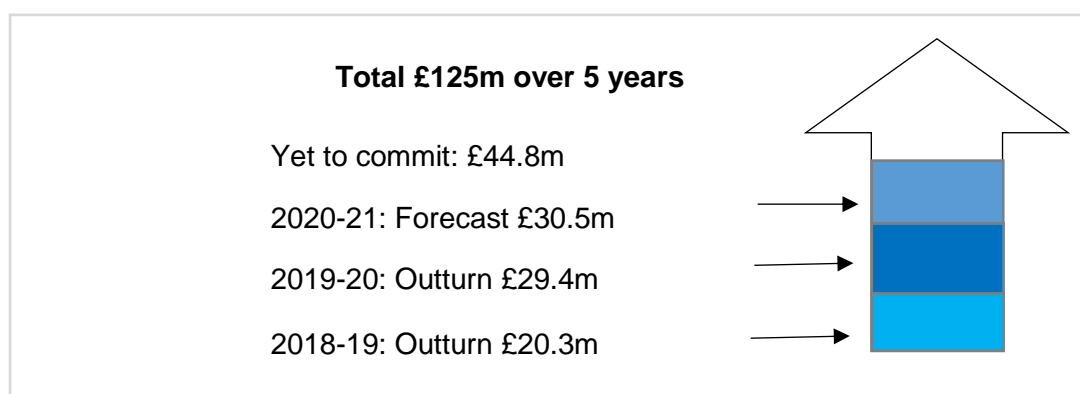 Total £125m over 5 years
Yet to commit: £44.8m
2020-21: Forecast £30.5m
2019-20: Outturn £29.4m
2018-19: Outturn £20.3m